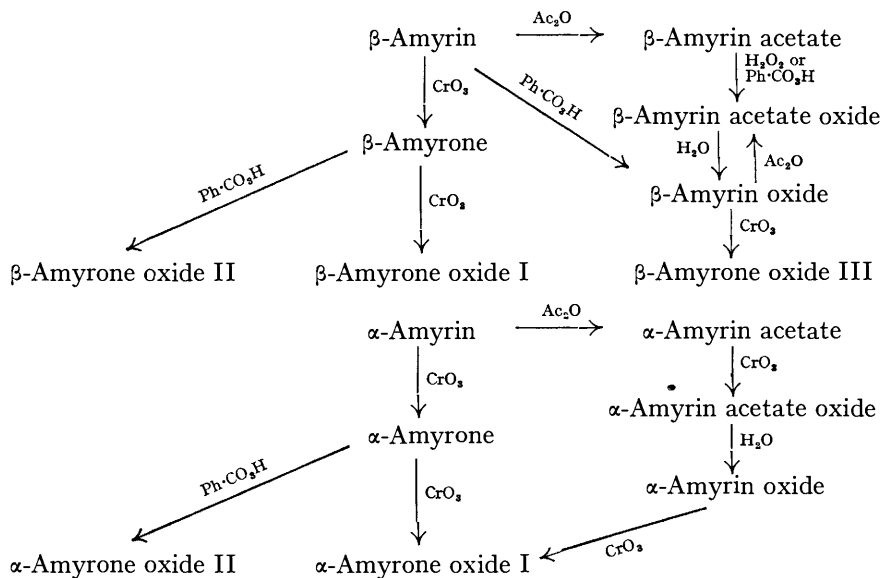 β-Amyrin Ac₂O β-Amyrin acetate
CrO₃ Ph·CO₃H H₂O₂ or
Ph·CO₃H
β-Amyrin acetate oxide
β-Amyrone H₂O Ac₂O
Ph·CO₃H CrO₃ β-Amyrin oxide
CrO₃
β-Amyrone oxide II β-Amyrone oxide I β-Amyrone oxide III
α-Amyrin Ac₂O α-Amyrin acetate
CrO₃ CrO₃
α-Amyrin acetate oxide
α-Amyrone H₂O
Ph·CO₃H CrO₃ α-Amyrin oxide
α-Amyrone oxide II α-Amyrone oxide I CrO₃